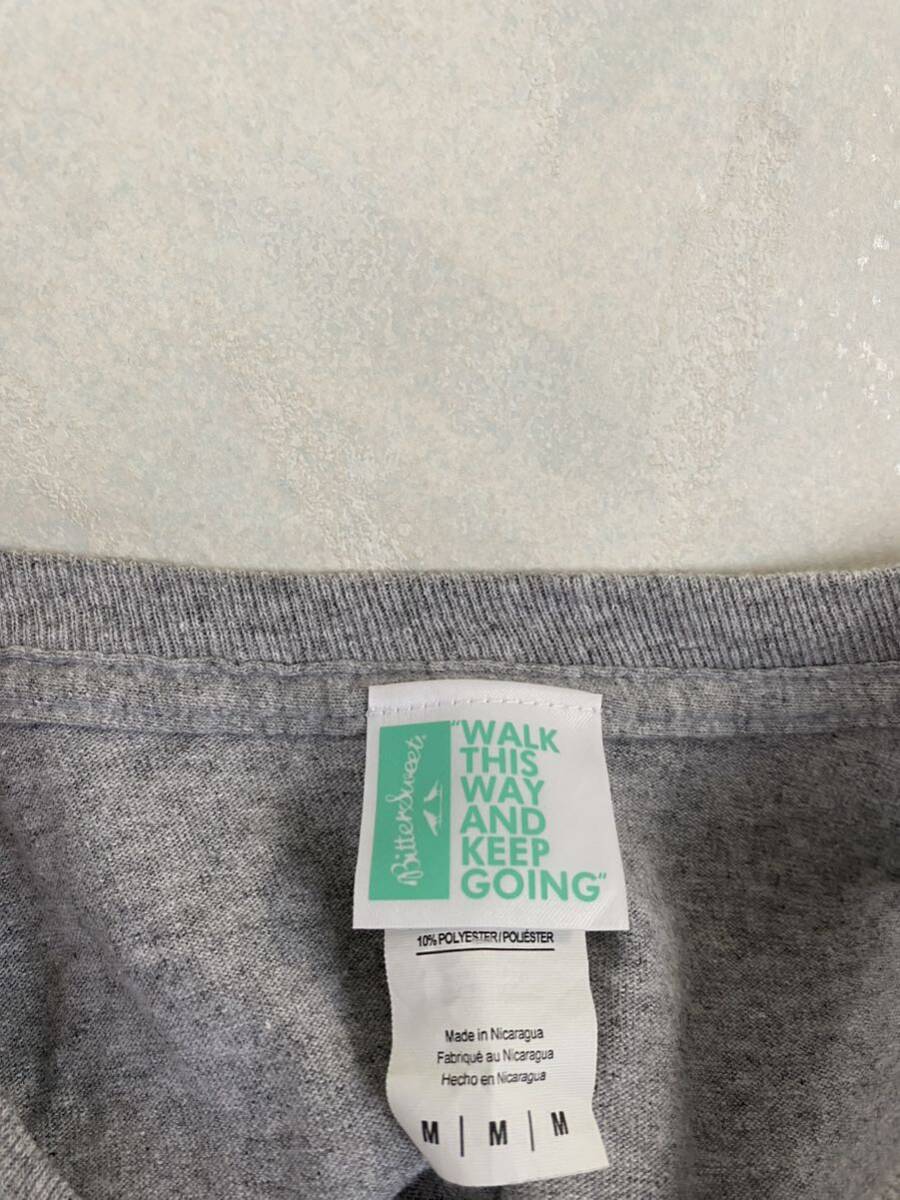 BitterSweet
"WALK
THIS
WAY
AND
KEEP
GOING"
10% POLYESTER/POLIÉSTER
Made in Nicaragua
Fabriqué au Nicaragua
Hecho en Nicaragua
M | M | M